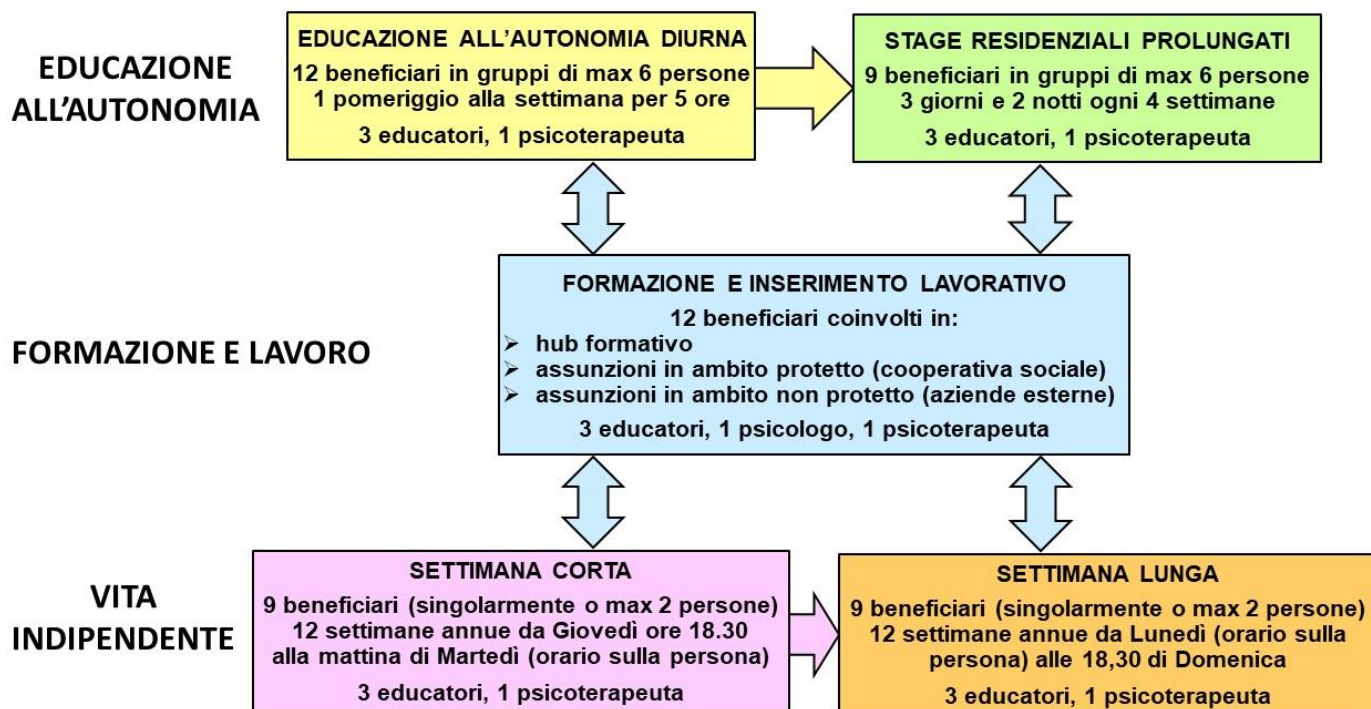 EDUCAZIONE
ALL'AUTONOMIA
EDUCAZIONE ALL'AUTONOMIA DIURNA
12 beneficiari in gruppi di max 6 persone
1 pomeriggio alla settimana per 5 ore
3 educatori, 1 psicoterapeuta
STAGE RESIDENZIALI PROLUNGATI
9 beneficiari in gruppi di max 6 persone
3 giorni e 2 notti ogni 4 settimane
3 educatori, 1 psicoterapeuta
FORMAZIONE E LAVORO
FORMAZIONE E INSERIMENTO LAVORATIVO
12 beneficiari coinvolti in:
➢ hub formativo
➢ assunzioni in ambito protetto (cooperativa sociale)
➢ assunzioni in ambito non protetto (aziende esterne)
3 educatori, 1 psicologo, 1 psicoterapeuta
VITA
INDIPENDENTE
SETTIMANA CORTA
9 beneficiari (singolarmente o max 2 persone)
12 settimane annue da Giovedì ore 18.30
alla mattina di Martedì (orario sulla persona)
3 educatori, 1 psicoterapeuta
SETTIMANA LUNGA
9 beneficiari (singolarmente o max 2 persone)
12 settimane annue da Lunedì (orario sulla
persona) alle 18,30 di Domenica
3 educatori, 1 psicoterapeuta